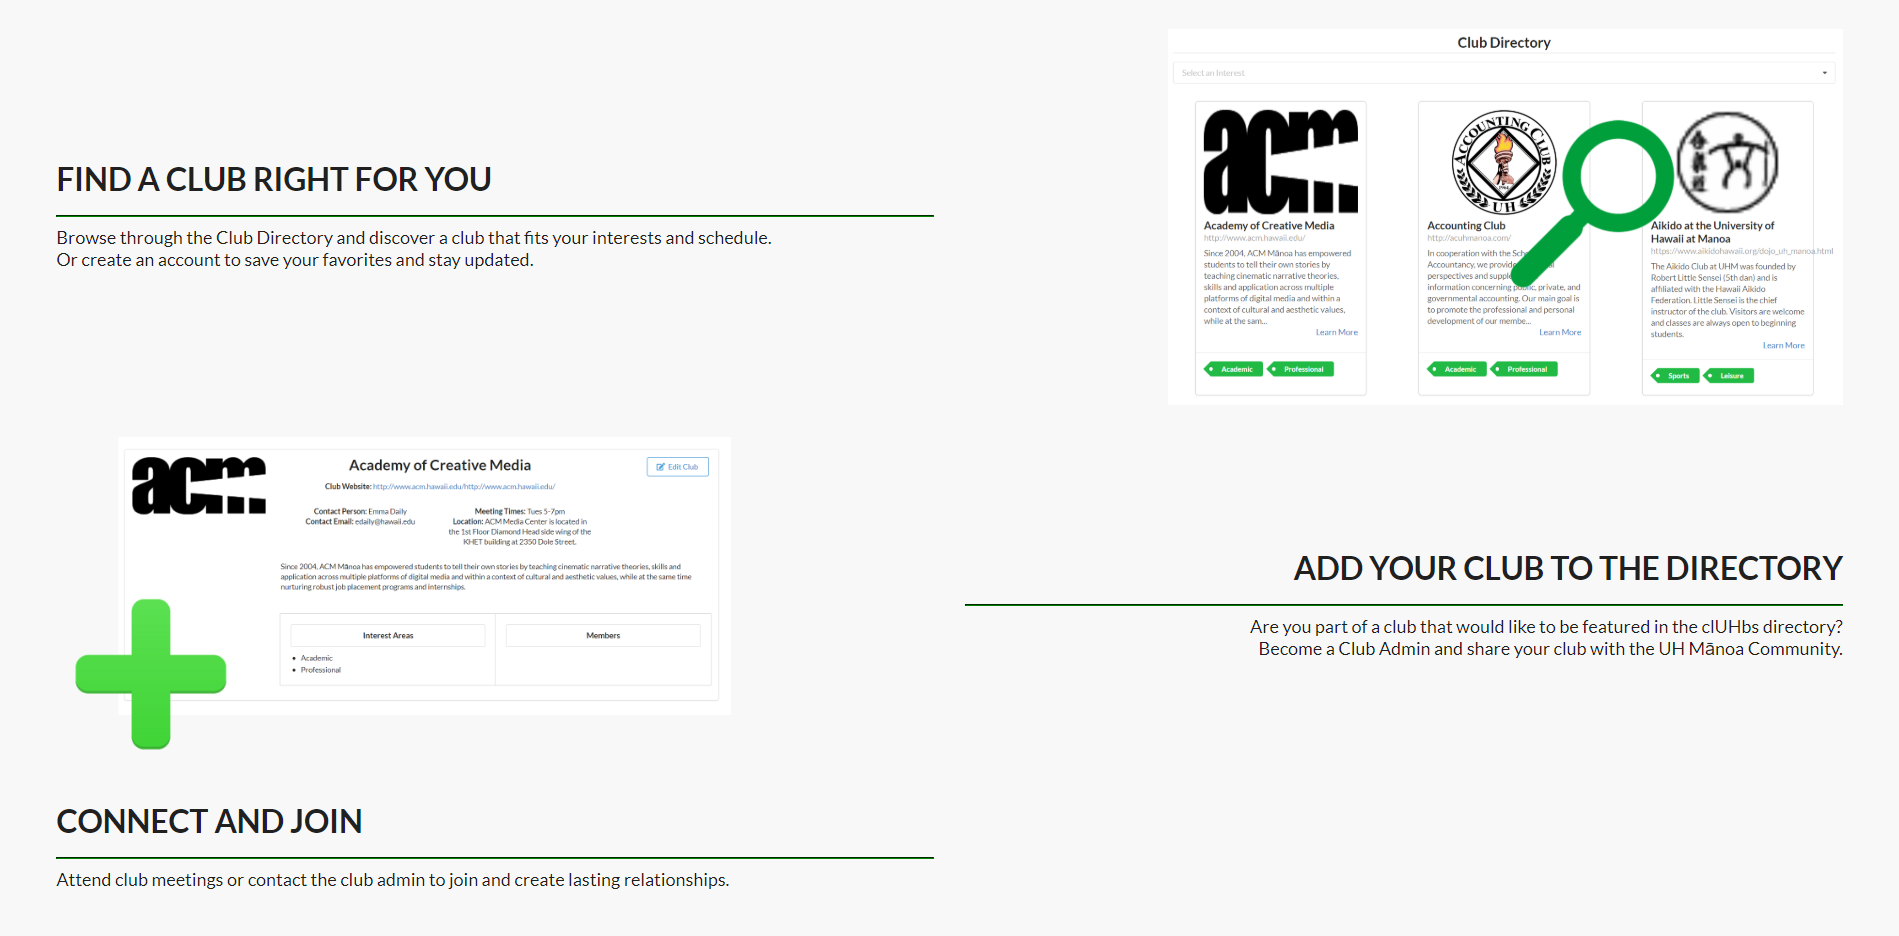 FIND A CLUB RIGHT FOR YOU
Browse through the Club Directory and discover a club that fits your interests and schedule.
Or create an account to save your favorites and stay updated.
Club Directory
Select an Interest
acm
Academy of Creative Media
http://www.acm.hawaii.edu/
Since 2004, ACM Mānoa has empowered
students to tell their own stories by
teaching cinematic narrative theories,
skills and application across multiple
platforms of digital media and within a
context of cultural and aesthetic values,
while at the sam...
Learn More
Academic
Professional
ACCOUNTING CLUB
UH
Accounting Club
http://acuhmanoa.com/
In cooperation with the
Accountancy, we
perspectives and
information concerning public, private, and
governmental accounting. Our main goal is
to promote the professional and personal
development of our membe...
Learn More
Academic
Professional
Aikido at the University of
Hawaii at Manoa
https://www.aikidohawaii.org/dojo_uh_manoa.html
The Aikido Club at UHM was founded by
Robert Little Sensei (5th dan) and is
affiliated with the Hawaii Aikido
Federation. Little Sensei is the chief
instructor of the club. Visitors are welcome
and classes are always open to beginning
students.
Learn More
Sports
Leisure
acm
Academy of Creative Media
Edit Club
Club Website: http://www.acm.hawaii.edu/http://www.acm.hawaii.edu/
Contact Person: Emma Daily
Contact Email: edaily@hawaii.edu
Meeting Times: Tues 5-7pm
Location: ACM Media Center is located in
the 1st Floor Diamond Head side wing of the
KHET building at 2350 Dole Street.
Since 2004, ACM Mānoa has empowered students to tell their own stories by teaching cinematic narrative theories, skills and
application across multiple platforms of digital media and within a context of cultural and aesthetic values, while at the same time
nurturing robust job placement programs and internships.
Interest Areas
Academic
Professional
Members
ADD YOUR CLUB TO THE DIRECTORY
Are you part of a club that would like to be featured in the clUHbs directory?
Become a Club Admin and share your club with the UH Mānoa Community.
CONNECT AND JOIN
Attend club meetings or contact the club admin to join and create lasting relationships.